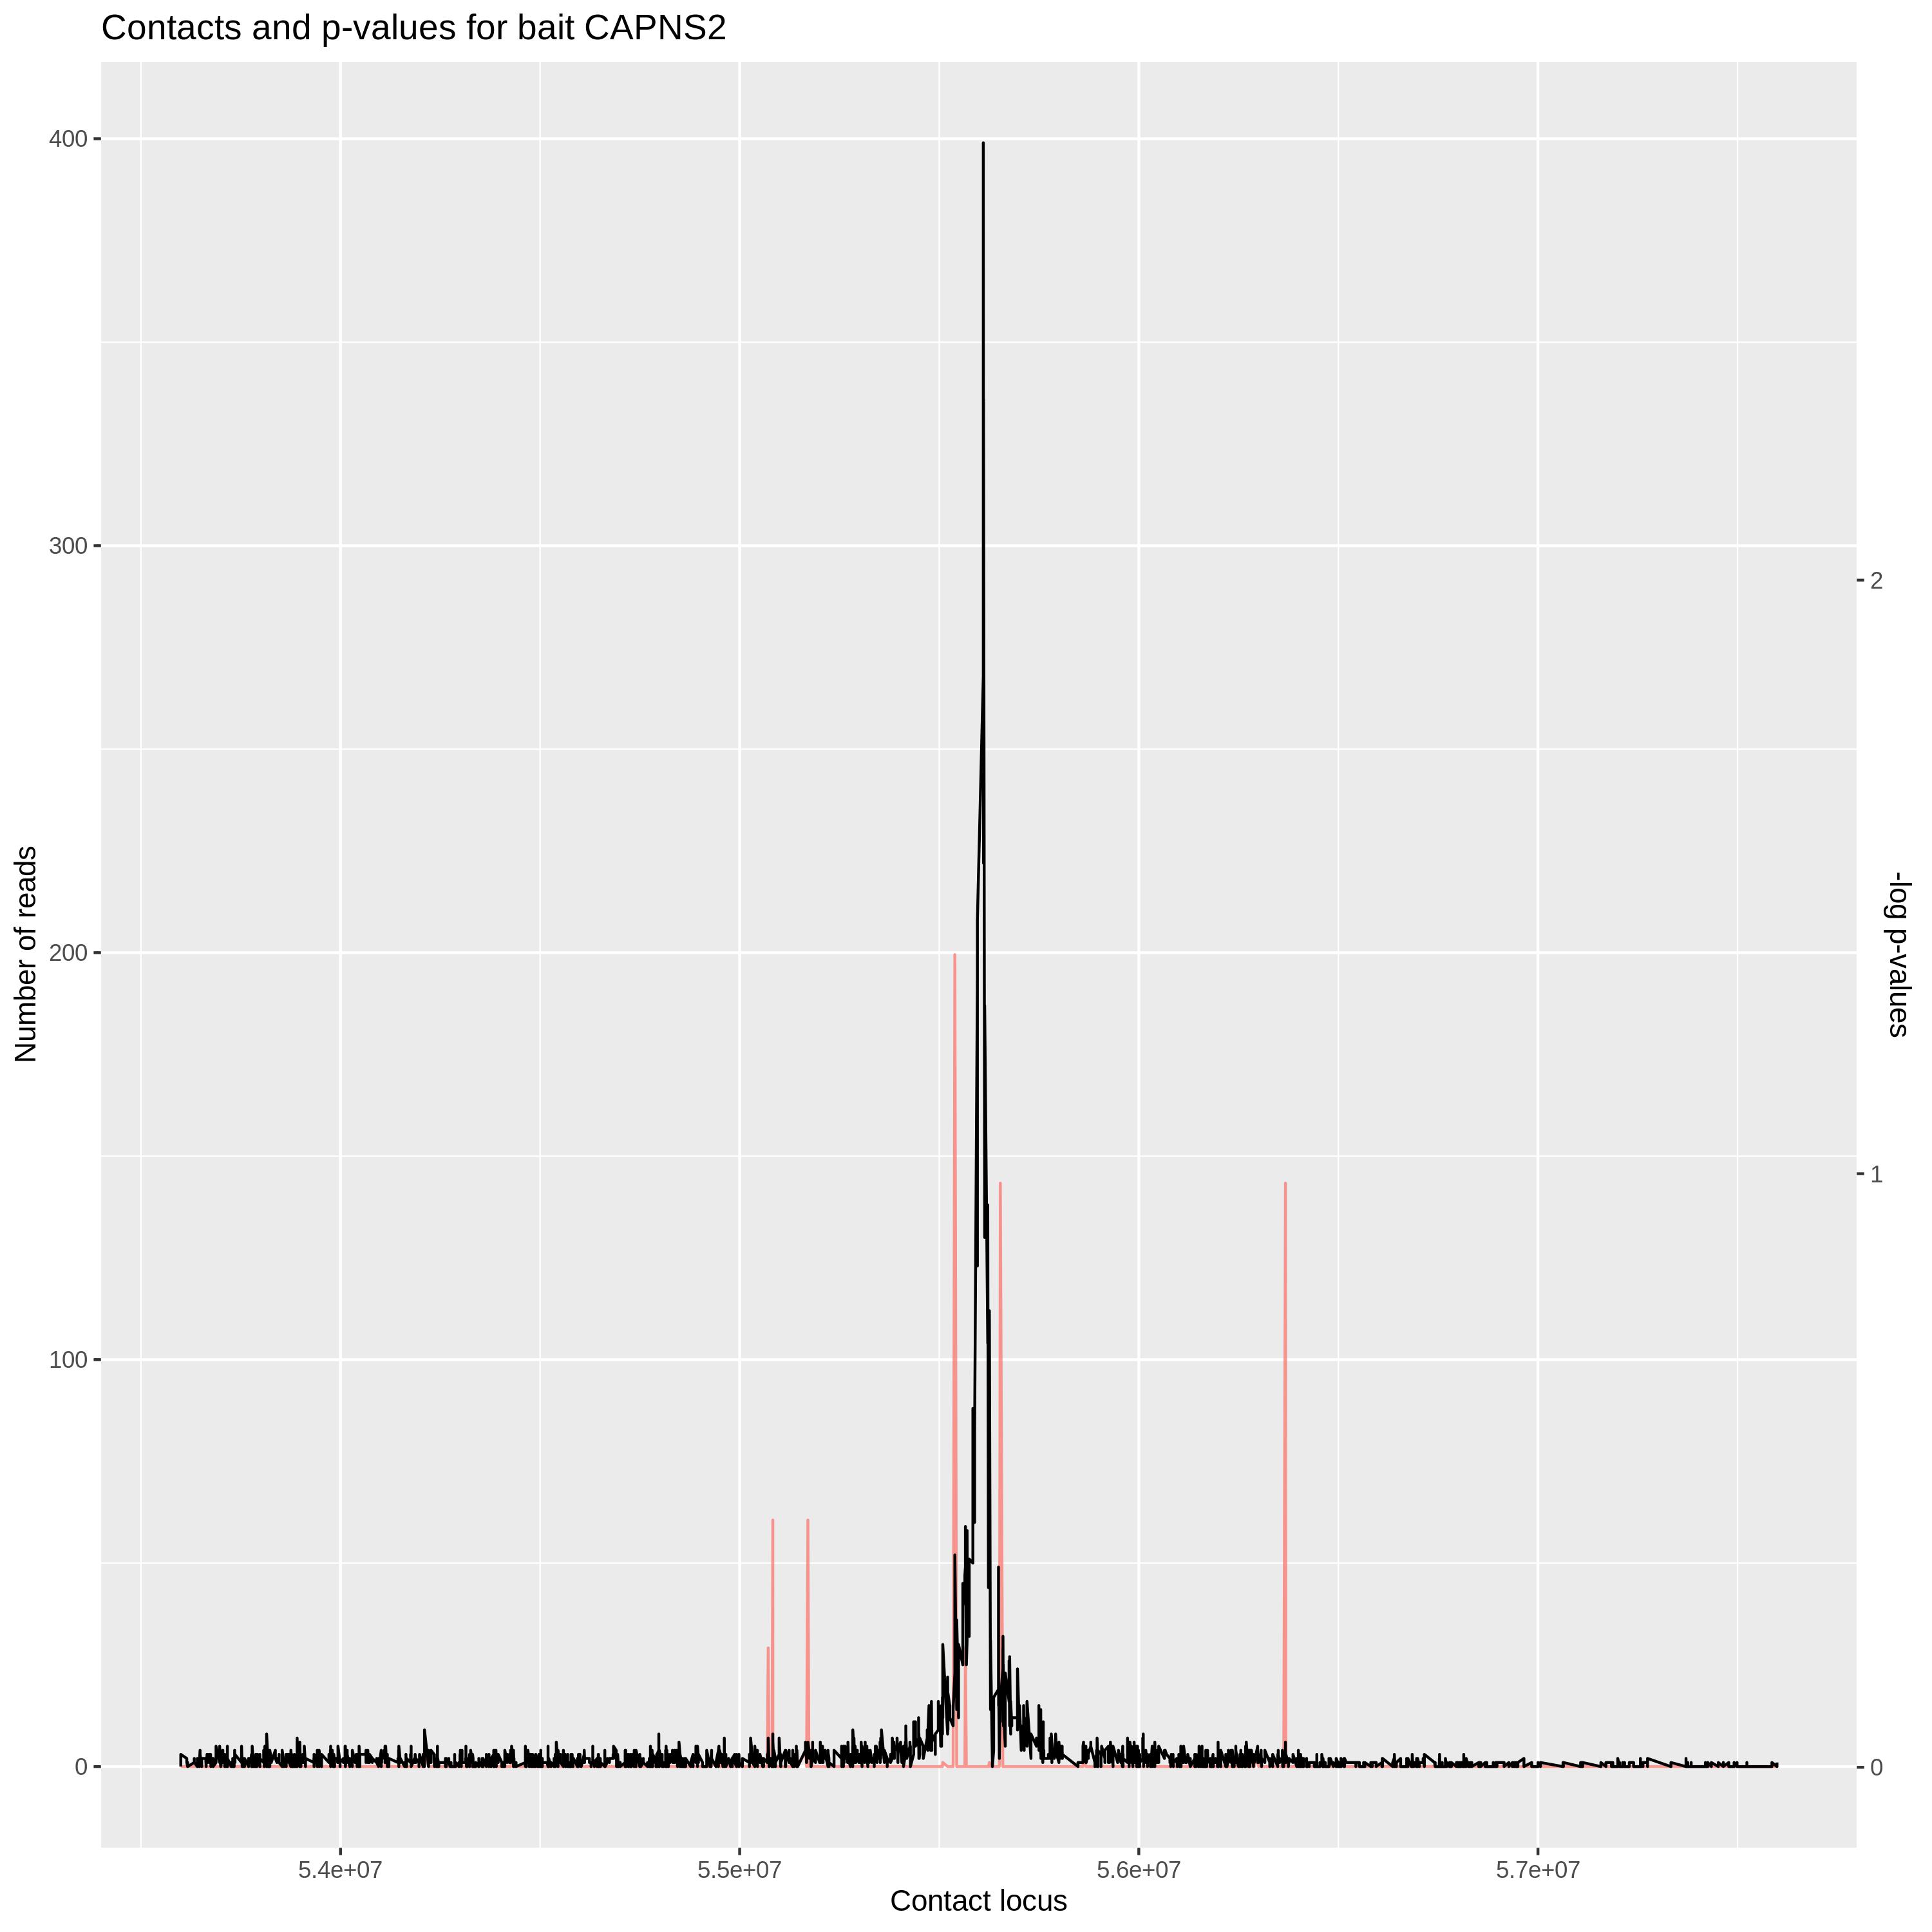 Contacts and p-values for bait CAPNS2
400
300
200
100
0
Number of reads
2
1
0
-log p-values
5.4e+07
5.5e+07
5.6e+07
5.7e+07
Contact locus